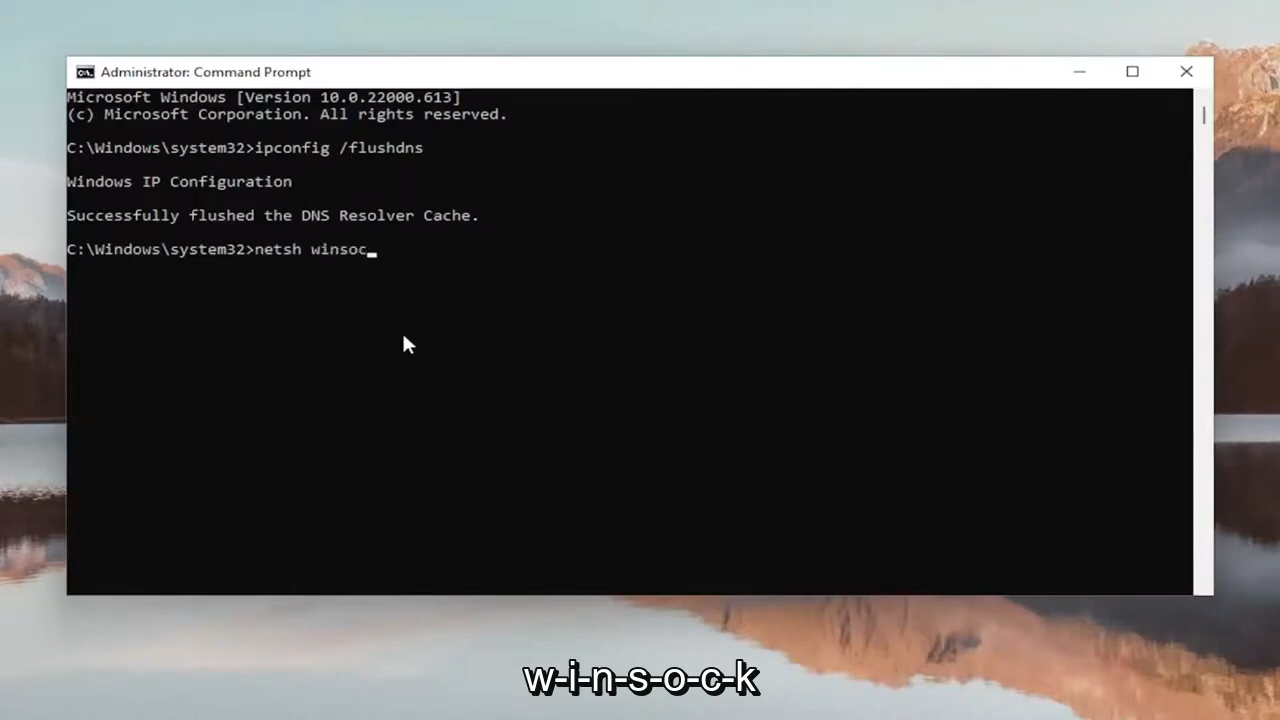 Administrator: Command Prompt
Microsoft Windows [Version 10.0.22000.613]
(c) Microsoft Corporation. All rights reserved.
C:\Windows\system32>ipconfig /flushdns
Windows IP Configuration
Successfully flushed the DNS Resolver Cache.
C:\Windows\system32>netsh winsoc
w-i-n-s-o-c-k